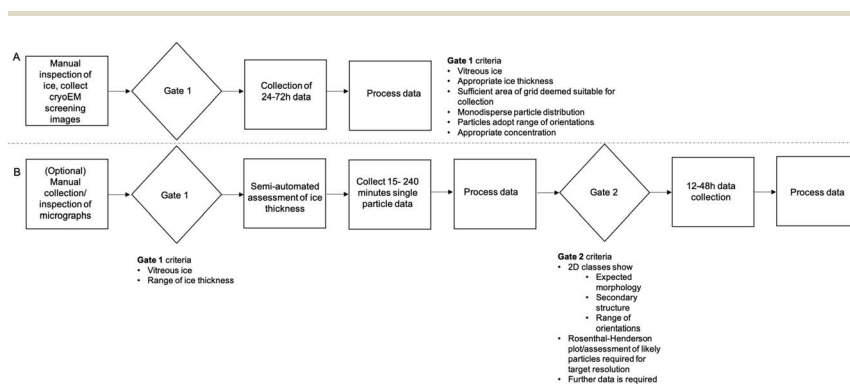 A
Manual
inspection of
ice, collect
cryoEM
screening
images
Gate 1
Collection of
24-72h data
Process data
Gate 1 criteria
• Vitreous ice
• Appropriate ice thickness
• Sufficient area of grid deemed suitable for
collection
• Monodisperse particle distribution
• Particles adopt range of orientations
• Appropriate concentration
B
(Optional)
Manual
collection/
inspection of
micrographs
Gate 1
Semi-automated
assessment of ice
thickness
Collect 15- 240
minutes single
particle data
Process data
Gate 2
12-48h data
collection
Process data
Gate 1 criteria
• Vitreous ice
• Range of ice thickness
Gate 2 criteria
• 2D classes show
• Expected
morphology
• Secondary
structure
• Range of
orientations
• Rosenthal-Henderson
plot/assessment of likely
particles required for
target resolution
• Further data is required